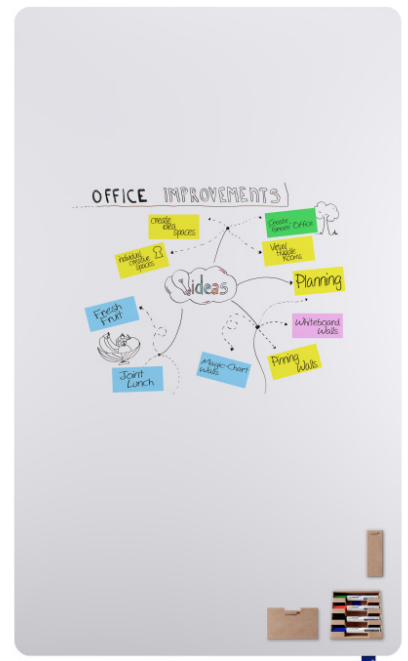 OFFICE IMPROVEMENTS
Create
idea
spaces
Create
Green Office
Individual
creative
spaces
Visual
Huddle
Rooms
ideas
Planning
Fresh
Fruit
Whiteboard
Walls
Joint
Lunch
Magic-Chart
Walls
Pinning
Walls